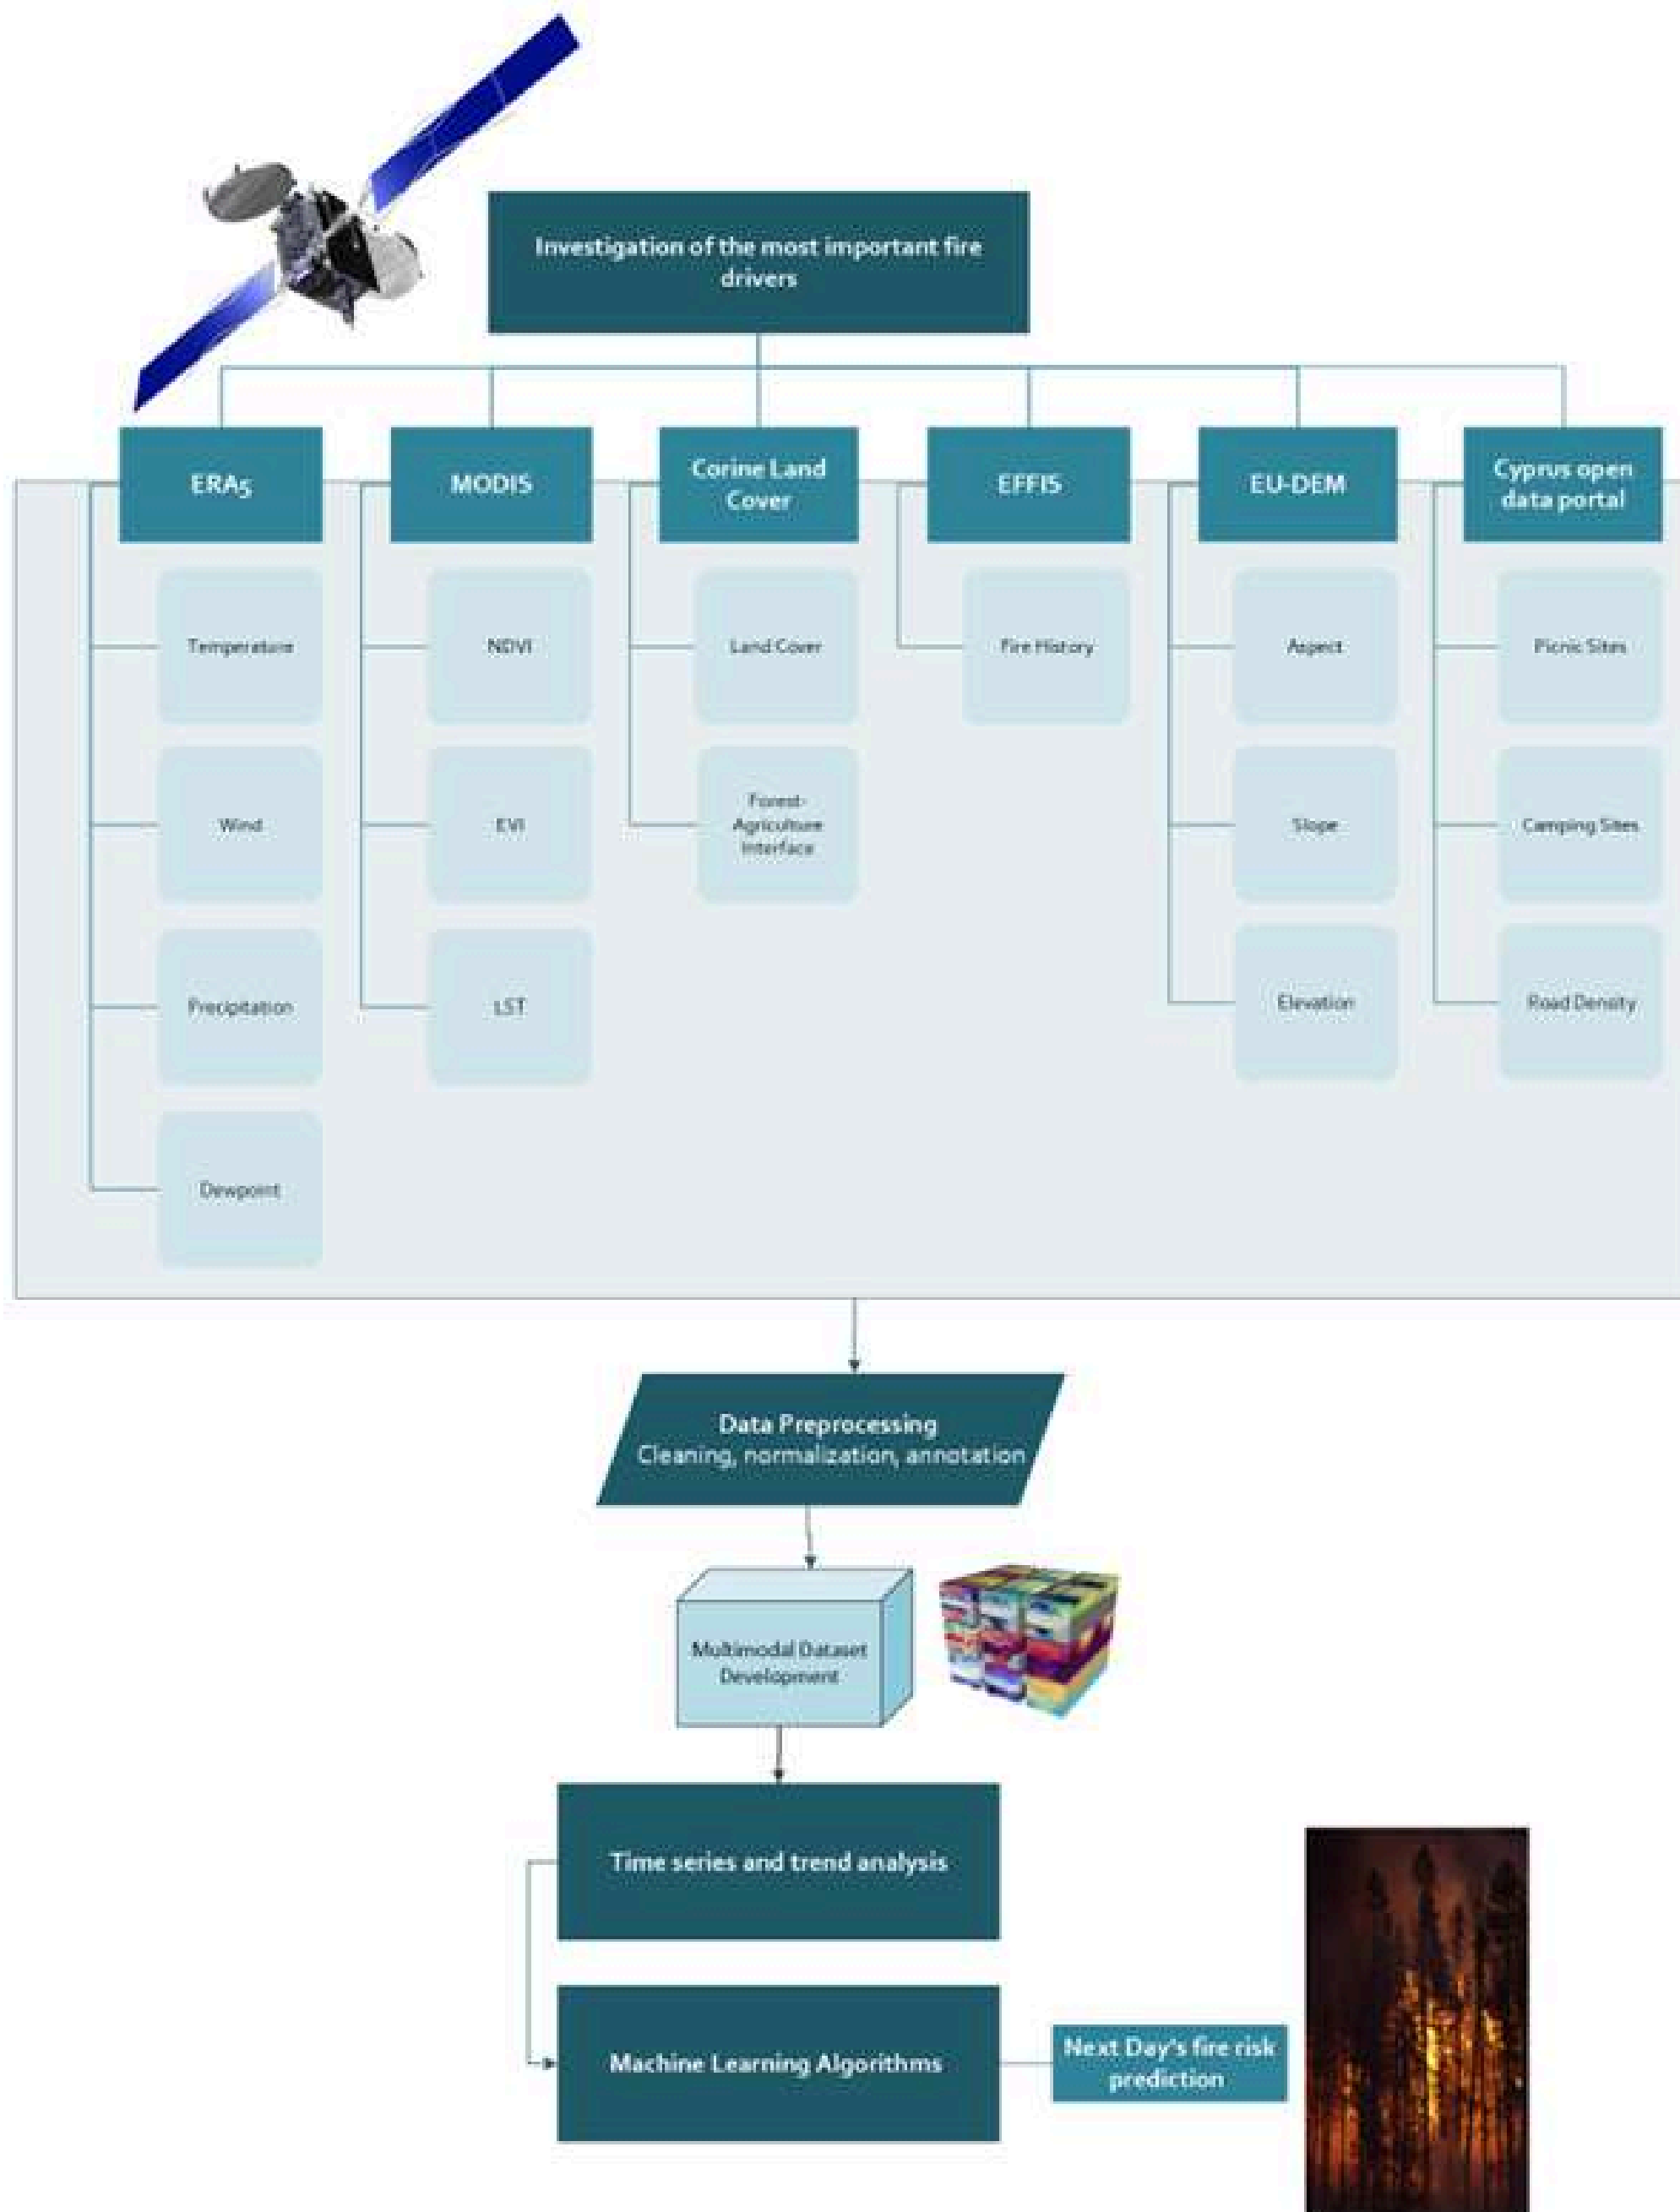 Investigation of the most important fire
drivers
ERA5
MODIS
Corine Land
Cover
EFFIS
EU-DEM
Cyprus open
data portal
Temperature
NDVI
Land Cover
Fire History
Aspect
Picnic Sites
Wind
EVI
Forest-
Agriculture
Interface
Slope
Camping Sites
Precipitation
LST
Elevation
Road Density
Dewpoint
Data Preprocessing
Cleaning, normalization, annotation
Multimodal Dataset
Development
Time series and trend analysis
Machine Learning Algorithms
Next Day's fire risk
prediction